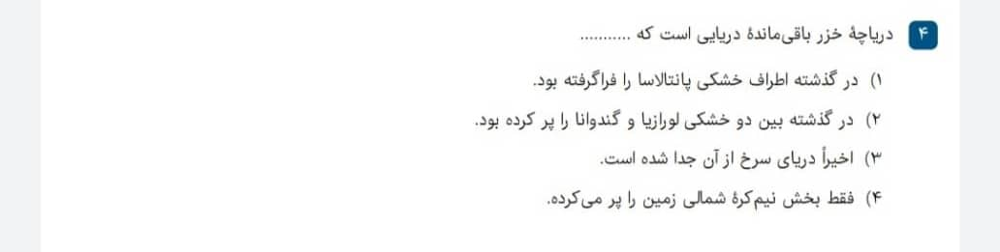 ۴ دریاچهٔ خزر باقی‌ماندهٔ دریایی است که ...........
۱) در گذشته اطراف خشکی پانتالاسا را فراگرفته بود.
۲) در گذشته بین دو خشکی لورازیا و گندوانا را پر کرده بود.
۳) اخیراً دریای سرخ از آن جدا شده است.
۴) فقط بخش نیم‌کرهٔ شمالی زمین را پر می‌کرده.